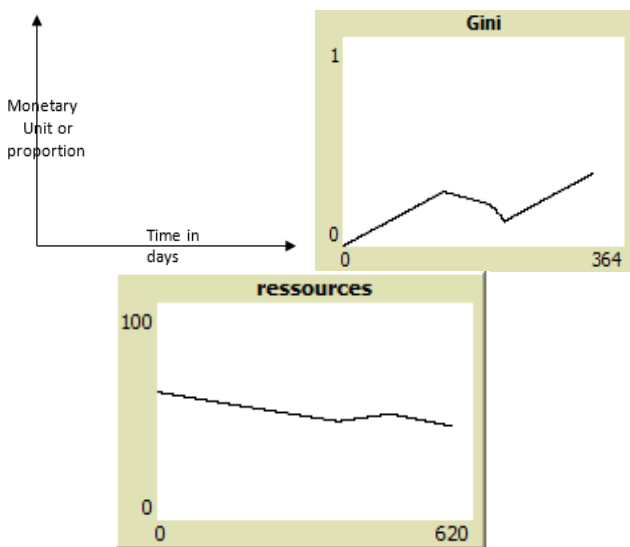 Monetary
Unit or
proportion
Time in
days
Gini
1
0
0
364
ressources
100
0
0
620